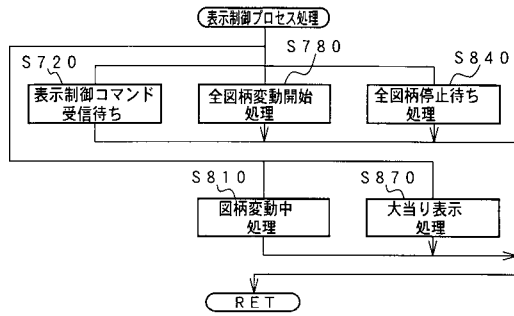 表示制御プロセス処理
S720
S780
S840
表示制御コマンド
受信待ち
全図柄変動開始
処理
全図柄停止待ち
処理
S810
S870
図柄変動中
処理
大当り表示
処理
RET